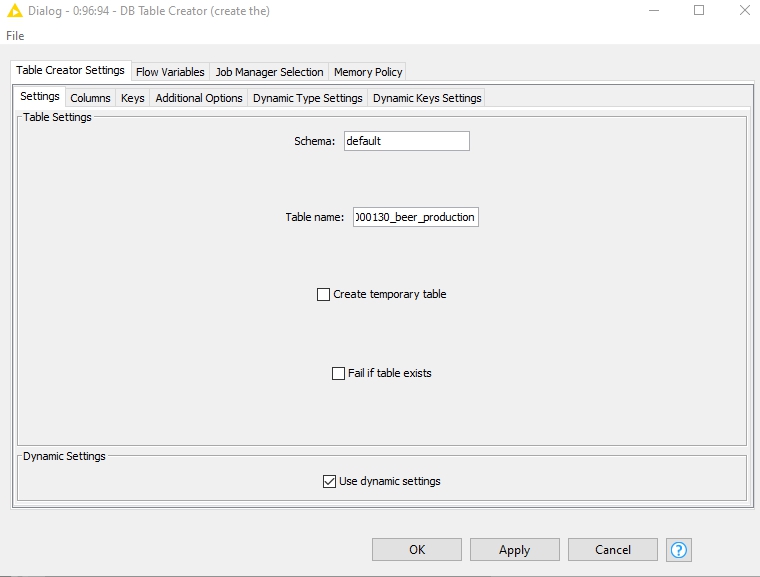 Dialog - 0:96:94 - DB Table Creator (create the)
File
Table Creator Settings Flow Variables Job Manager Selection Memory Policy
Settings Columns Keys Additional Options Dynamic Type Settings Dynamic Keys Settings
Table Settings
Schema: default
Table name: 000130_beer_production
Create temporary table
Fail if table exists
Dynamic Settings
Use dynamic settings
OK Apply Cancel ?